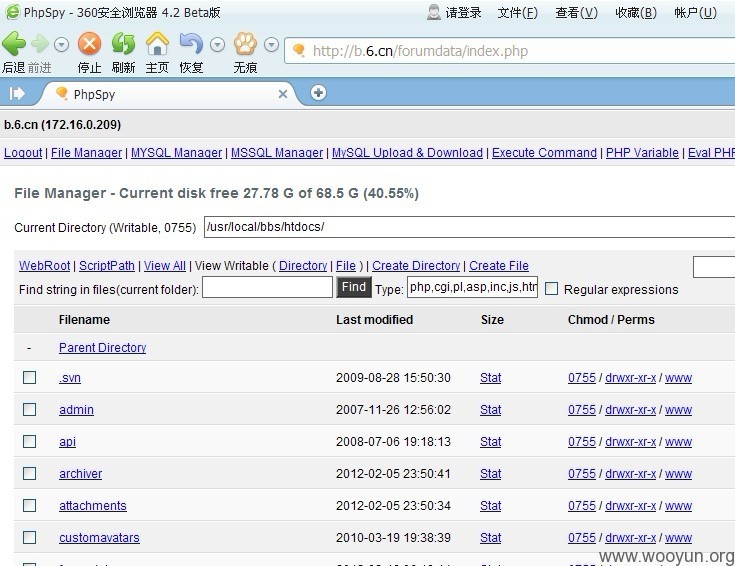 PhpSpy - 360安全浏览器 4.2 Beta版 请登录 文件(F) 查看(V) 收藏(B) 帐户(U)
http://b.6.cn/forumdata/index.php
后退 前进 停止 刷新 主页 恢复 无痕
PhpSpy
b.6.cn (172.16.0.209)
Logout | File Manager | MYSQL Manager | MSSQL Manager | MySQL Upload & Download | Execute Command | PHP Variable | Eval PHP
File Manager - Current disk free 27.78 G of 68.5 G (40.55%)
Current Directory (Writable, 0755) /usr/local/bbs/htdocs/
WebRoot | ScriptPath | View All | View Writable ( Directory | File ) | Create Directory | Create File
Find string in files(current folder): Find Type: php,cgi,pl,asp,inc,js,htn Regular expressions
Filename Last modified Size Chmod / Perms
- Parent Directory
.svn 2009-08-28 15:50:30 Stat 0755 / drwxr-xr-x / www
admin 2007-11-26 12:56:02 Stat 0755 / drwxr-xr-x / www
api 2008-07-06 19:18:13 Stat 0755 / drwxr-xr-x / www
archiver 2012-02-05 23:50:41 Stat 0755 / drwxr-xr-x / www
attachments 2012-02-05 23:50:34 Stat 0755 / drwxr-xr-x / www
customavatars 2010-03-19 19:38:39 Stat 0755 / drwxr-xr-x / www
www.wooyun.org